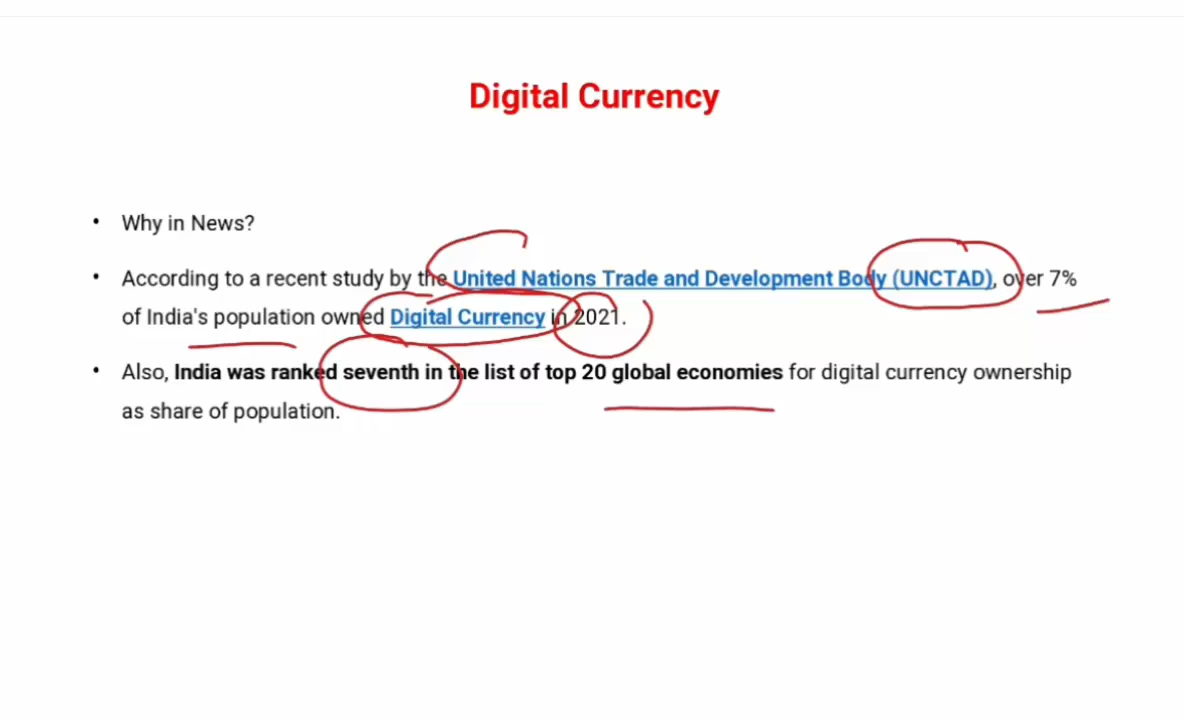 Digital Currency
• Why in News?
• According to a recent study by the United Nations Trade and Development Body (UNCTAD), over 7%
of India's population owned Digital Currency in 2021.
• Also, India was ranked seventh in the list of top 20 global economies for digital currency ownership
as share of population.